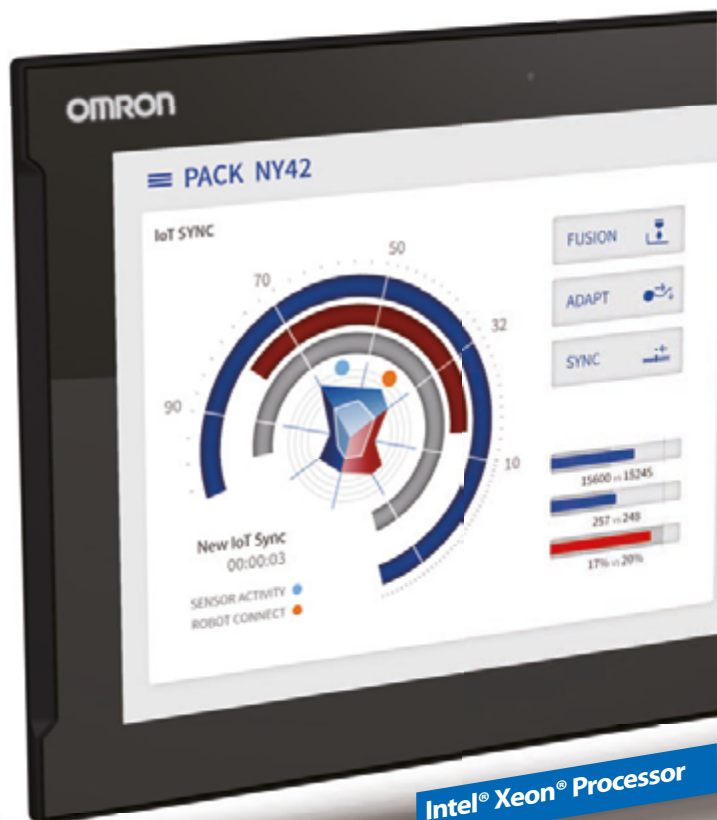 OMRON
PACK NY42
IoT SYNC
50
70
32
90
10
FUSION
ADAPT
SYNC
15600 vs 15245
257 vs 248
17% vs 20%
New IoT Sync
00:00:03
SENSOR ACTIVITY
ROBOT CONNECT
Intel® Xeon® Processor